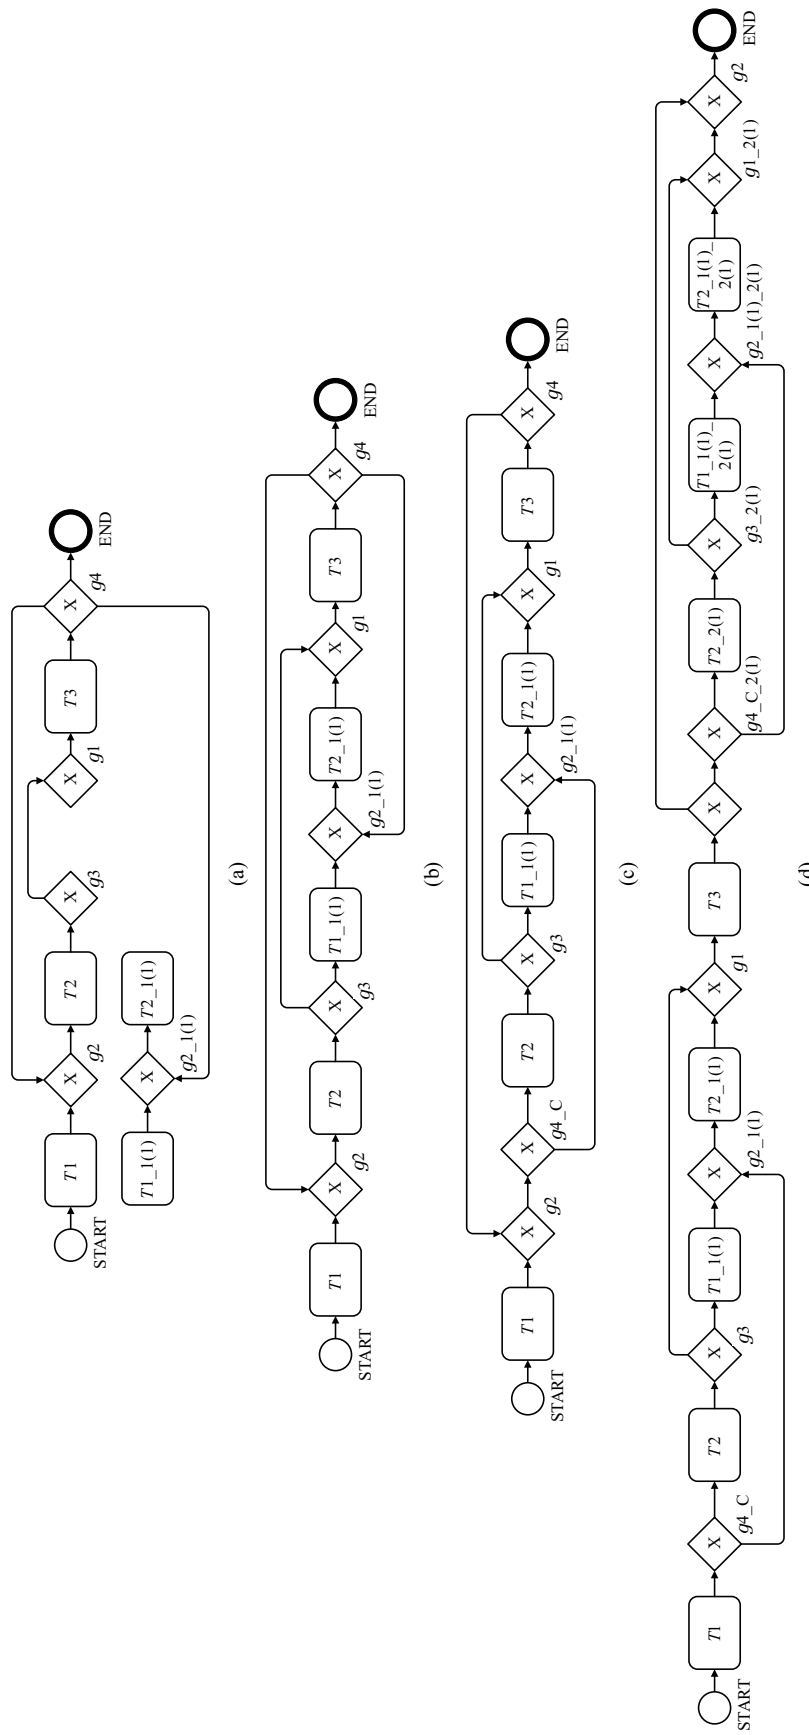 START
T1
X
g2
T2
X
g3
X
g1
T3
X
g4
END
T1_1(1)
X
g2_1(1)
T2_1(1)
(a)
START
T1
X
g2
T2
X
g3
T1_1(1)
X
g2_1(1)
T2_1(1)
X
g1
T3
X
g4
END
(b)
START
T1
X
g2
X
g4_C
T2
X
g3
T1_1(1)
X
g2_1(1)
T2_1(1)
X
g1
T3
X
g4
END
(c)
START
T1
X
g4_C
T2
X
g3
T1_1(1)
X
g2_1(1)
T2_1(1)
X
g1
T3
X
X
g4_C_2(1)
T2_2(1)
X
g3_2(1)
T1_1(1)_
2(1)
X
g2_1(1)_2(1)
T2_1(1)_
2(1)
X
g1_2(1)
X
g2
END
(d)